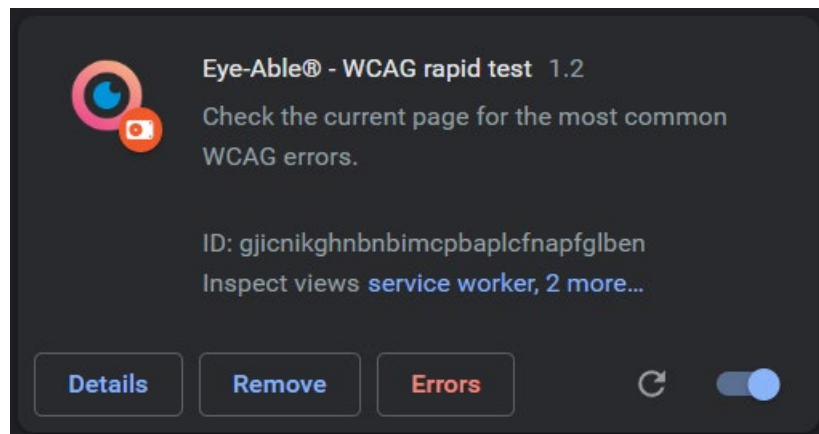 Eye-Able® - WCAG rapid test 1.2
Check the current page for the most common
WCAG errors.
ID: gjicnikghnbnbimcpbaplcfnapfglben
Inspect views service worker, 2 more...
Details Remove Errors